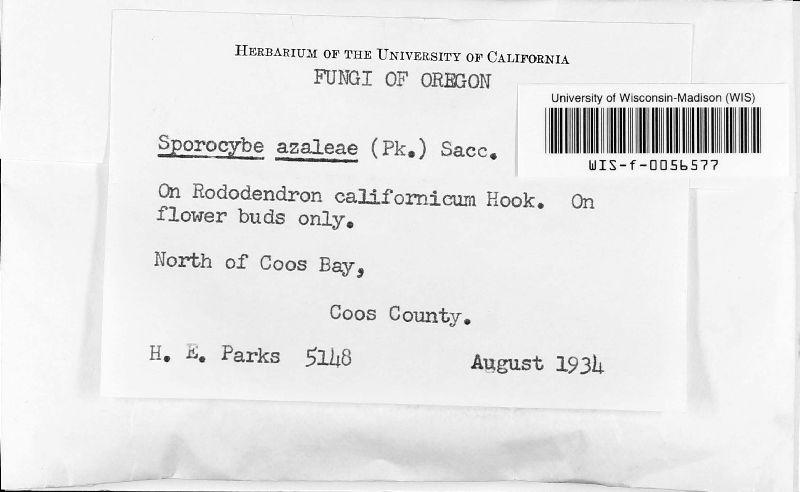 HERBARIUM OF THE UNIVERSITY OF CALIFORNIA
FUNGI OF OREGON
University of Wisconsin-Madison (WIS)
WIS-f-0056577
Sporocybe azaleae (Pk.) Sacc.
On Rododendron californicum Hook. On
flower buds only.
North of Coos Bay,
Coos County.
H. E. Parks 5148 August 1934